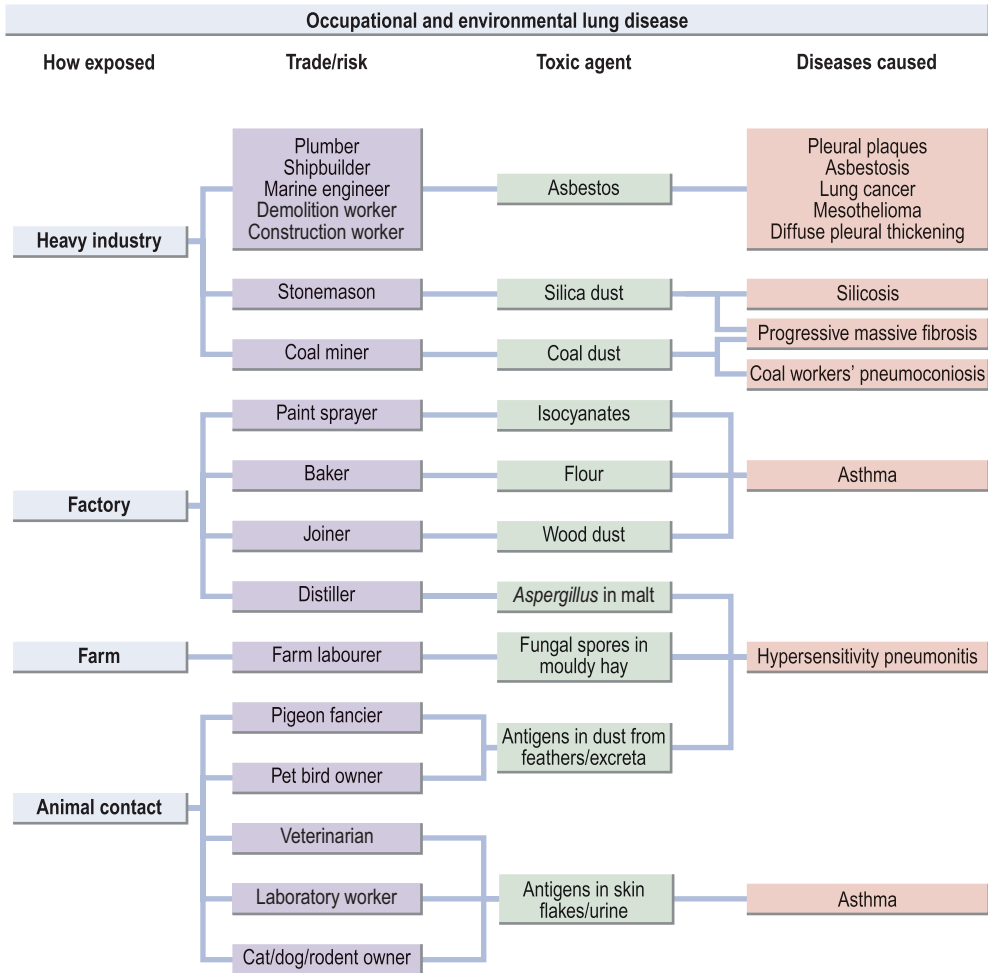 Occupational and environmental lung disease
How exposed
Trade/risk
Toxic agent
Diseases caused
Heavy industry
Plumber
Shipbuilder
Marine engineer
Demolition worker
Construction worker
Asbestos
Pleural plaques
Asbestosis
Lung cancer
Mesothelioma
Diffuse pleural thickening
Stonemason
Silica dust
Silicosis
Progressive massive fibrosis
Coal miner
Coal dust
Coal workers’ pneumoconiosis
Factory
Paint sprayer
Isocyanates
Baker
Flour
Asthma
Joiner
Wood dust
Distiller
Aspergillus in malt
Farm
Farm labourer
Fungal spores in
mouldy hay
Hypersensitivity pneumonitis
Animal contact
Pigeon fancier
Pet bird owner
Antigens in dust from
feathers/excreta
Veterinarian
Laboratory worker
Cat/dog/rodent owner
Antigens in skin
flakes/urine
Asthma